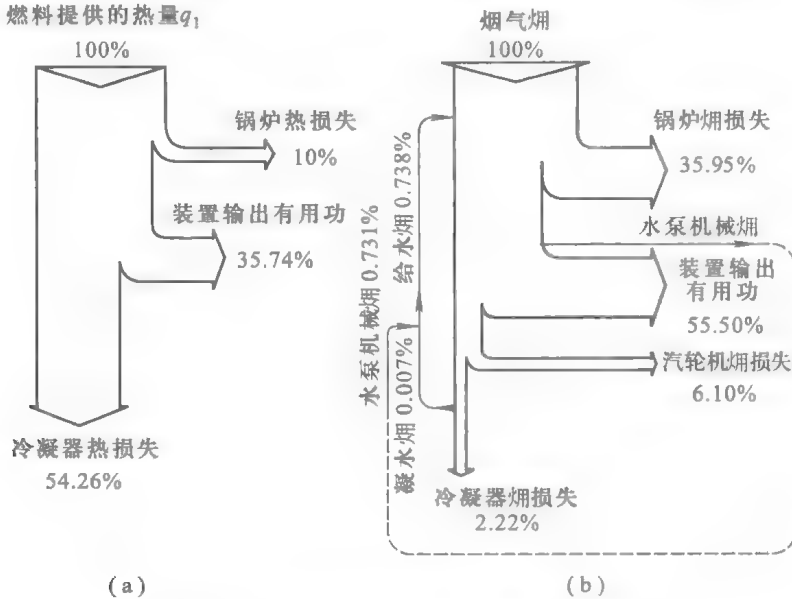 燃料提供的热量q₁
100%
锅炉热损失
10%
装置输出有用功
35.74%
冷凝器热损失
54.26%
(a)
烟气㶲
100%
锅炉㶲损失
35.95%
水泵机械㶲
装置输出
有用功
55.50%
汽轮机㶲损失
6.10%
给水㶲 0.738%
水泵机械㶲 0.731%
凝水㶲 0.007%
冷凝器㶲损失
2.22%
(b)